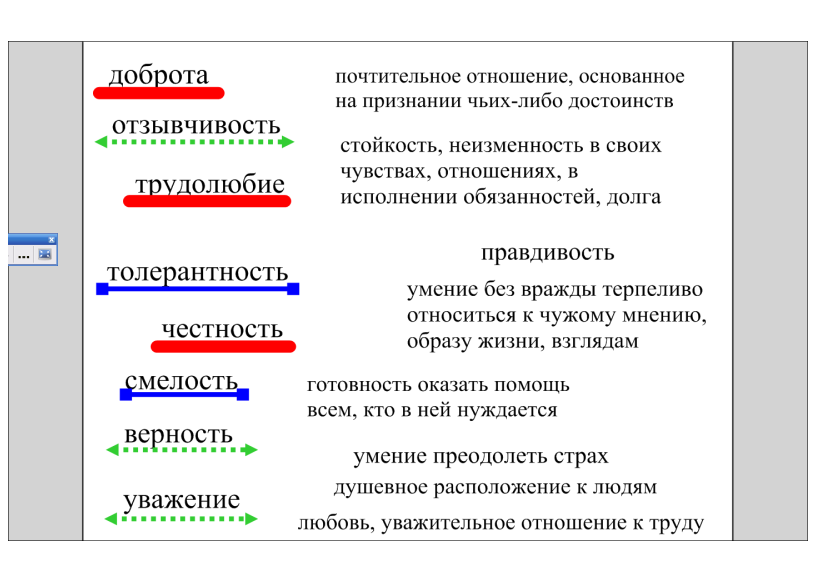 доброта
отзывчивость
трудолюбие
толерантность
честность
смелость
верность
уважение
почтительное отношение, основанное
на признании чьих-либо достоинств
стойкость, неизменность в своих
чувствах, отношениях, в
исполнении обязанностей, долга
правдивость
умение без вражды терпеливо
относиться к чужому мнению,
образу жизни, взглядам
готовность оказать помощь
всем, кто в ней нуждается
умение преодолеть страх
душевное расположение к людям
любовь, уважительное отношение к труду